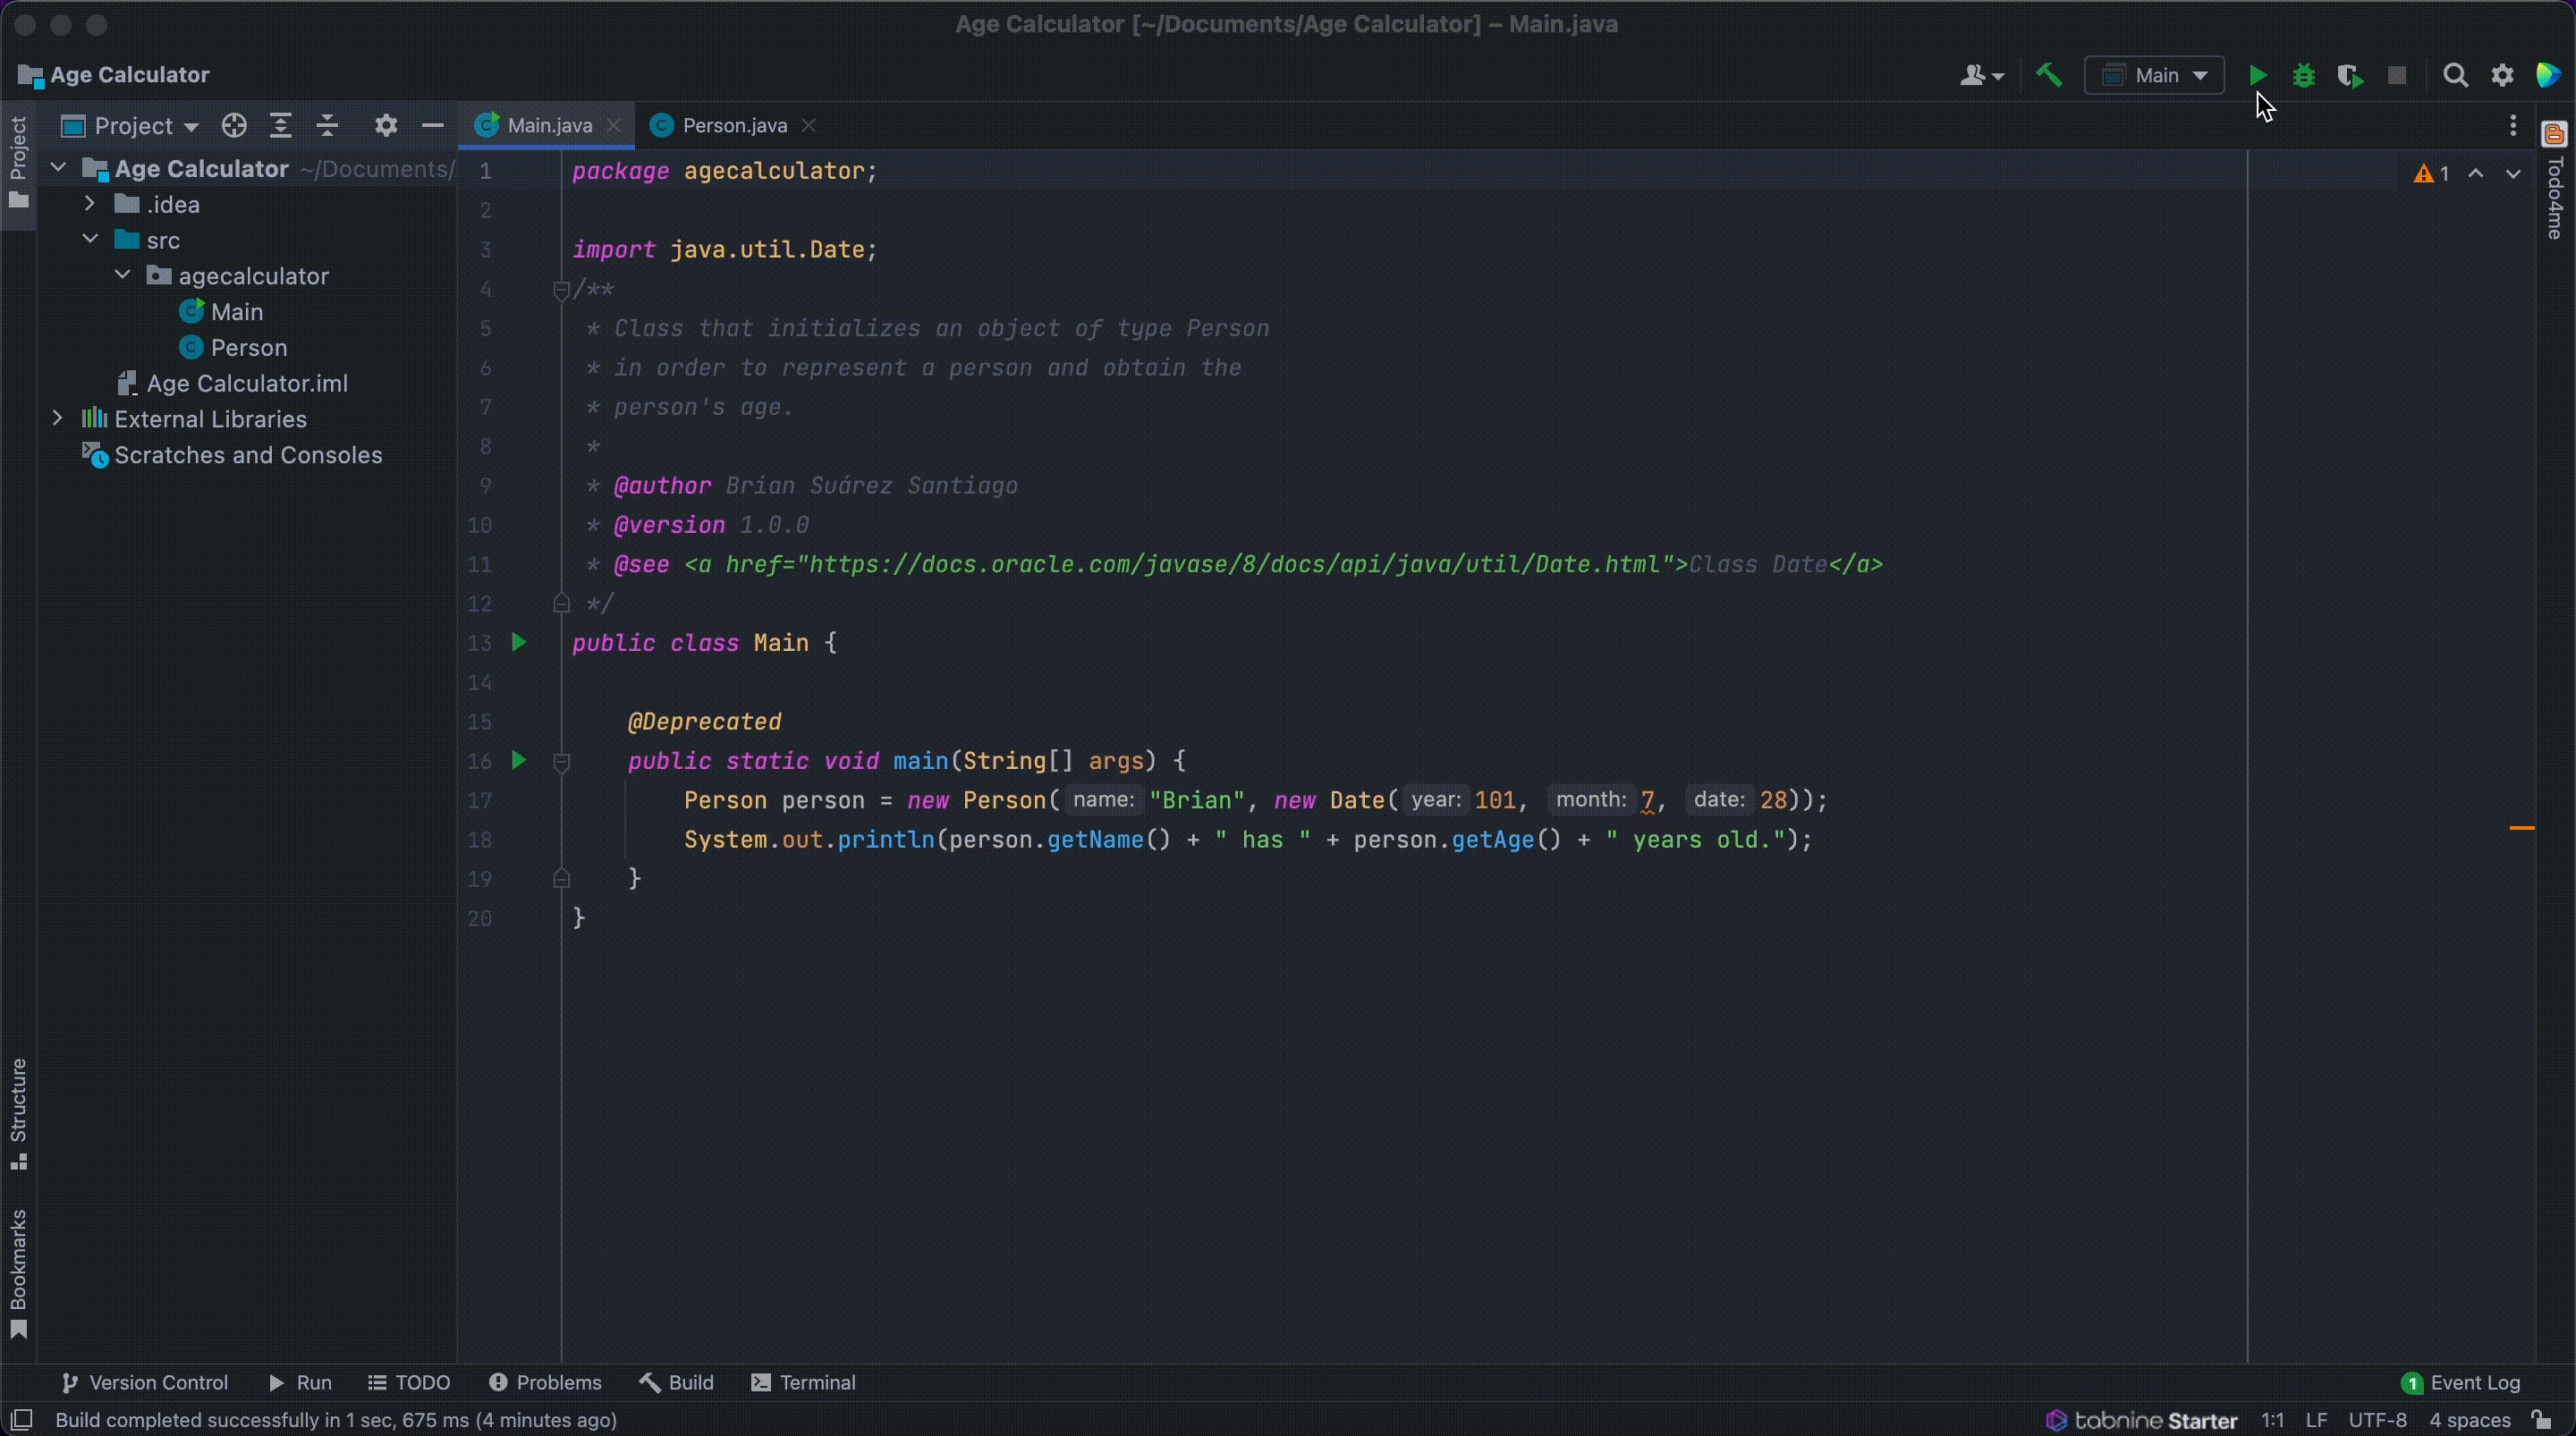 Age Calculator [~/Documents/Age Calculator] – Main.java
Age Calculator
Main
Project
Project
Main.java
Person.java
Age Calculator ~/Documents/
.idea
src
agecalculator
Main
Person
Age Calculator.iml
External Libraries
Scratches and Consoles
1 package agecalculator;
2
3 import java.util.Date;
4 /**
5 * Class that initializes an object of type Person
6 * in order to represent a person and obtain the
7 * person's age.
8 *
9 * @author Brian Suárez Santiago
10 * @version 1.0.0
11 * @see <a href="https://docs.oracle.com/javase/8/docs/api/java/util/Date.html">Class Date</a>
12 */
13 public class Main {
14
15 @Deprecated
16 public static void main(String[] args) {
17 Person person = new Person( name: "Brian", new Date( year: 101, month: 7, date: 28));
18 System.out.println(person.getName() + " has " + person.getAge() + " years old.");
19 }
20 }
1
Todo4me
Structure
Bookmarks
Version Control
Run
TODO
Problems
Build
Terminal
1 Event Log
Build completed successfully in 1 sec, 675 ms (4 minutes ago)
tabnine Starter
1:1 LF UTF-8 4 spaces